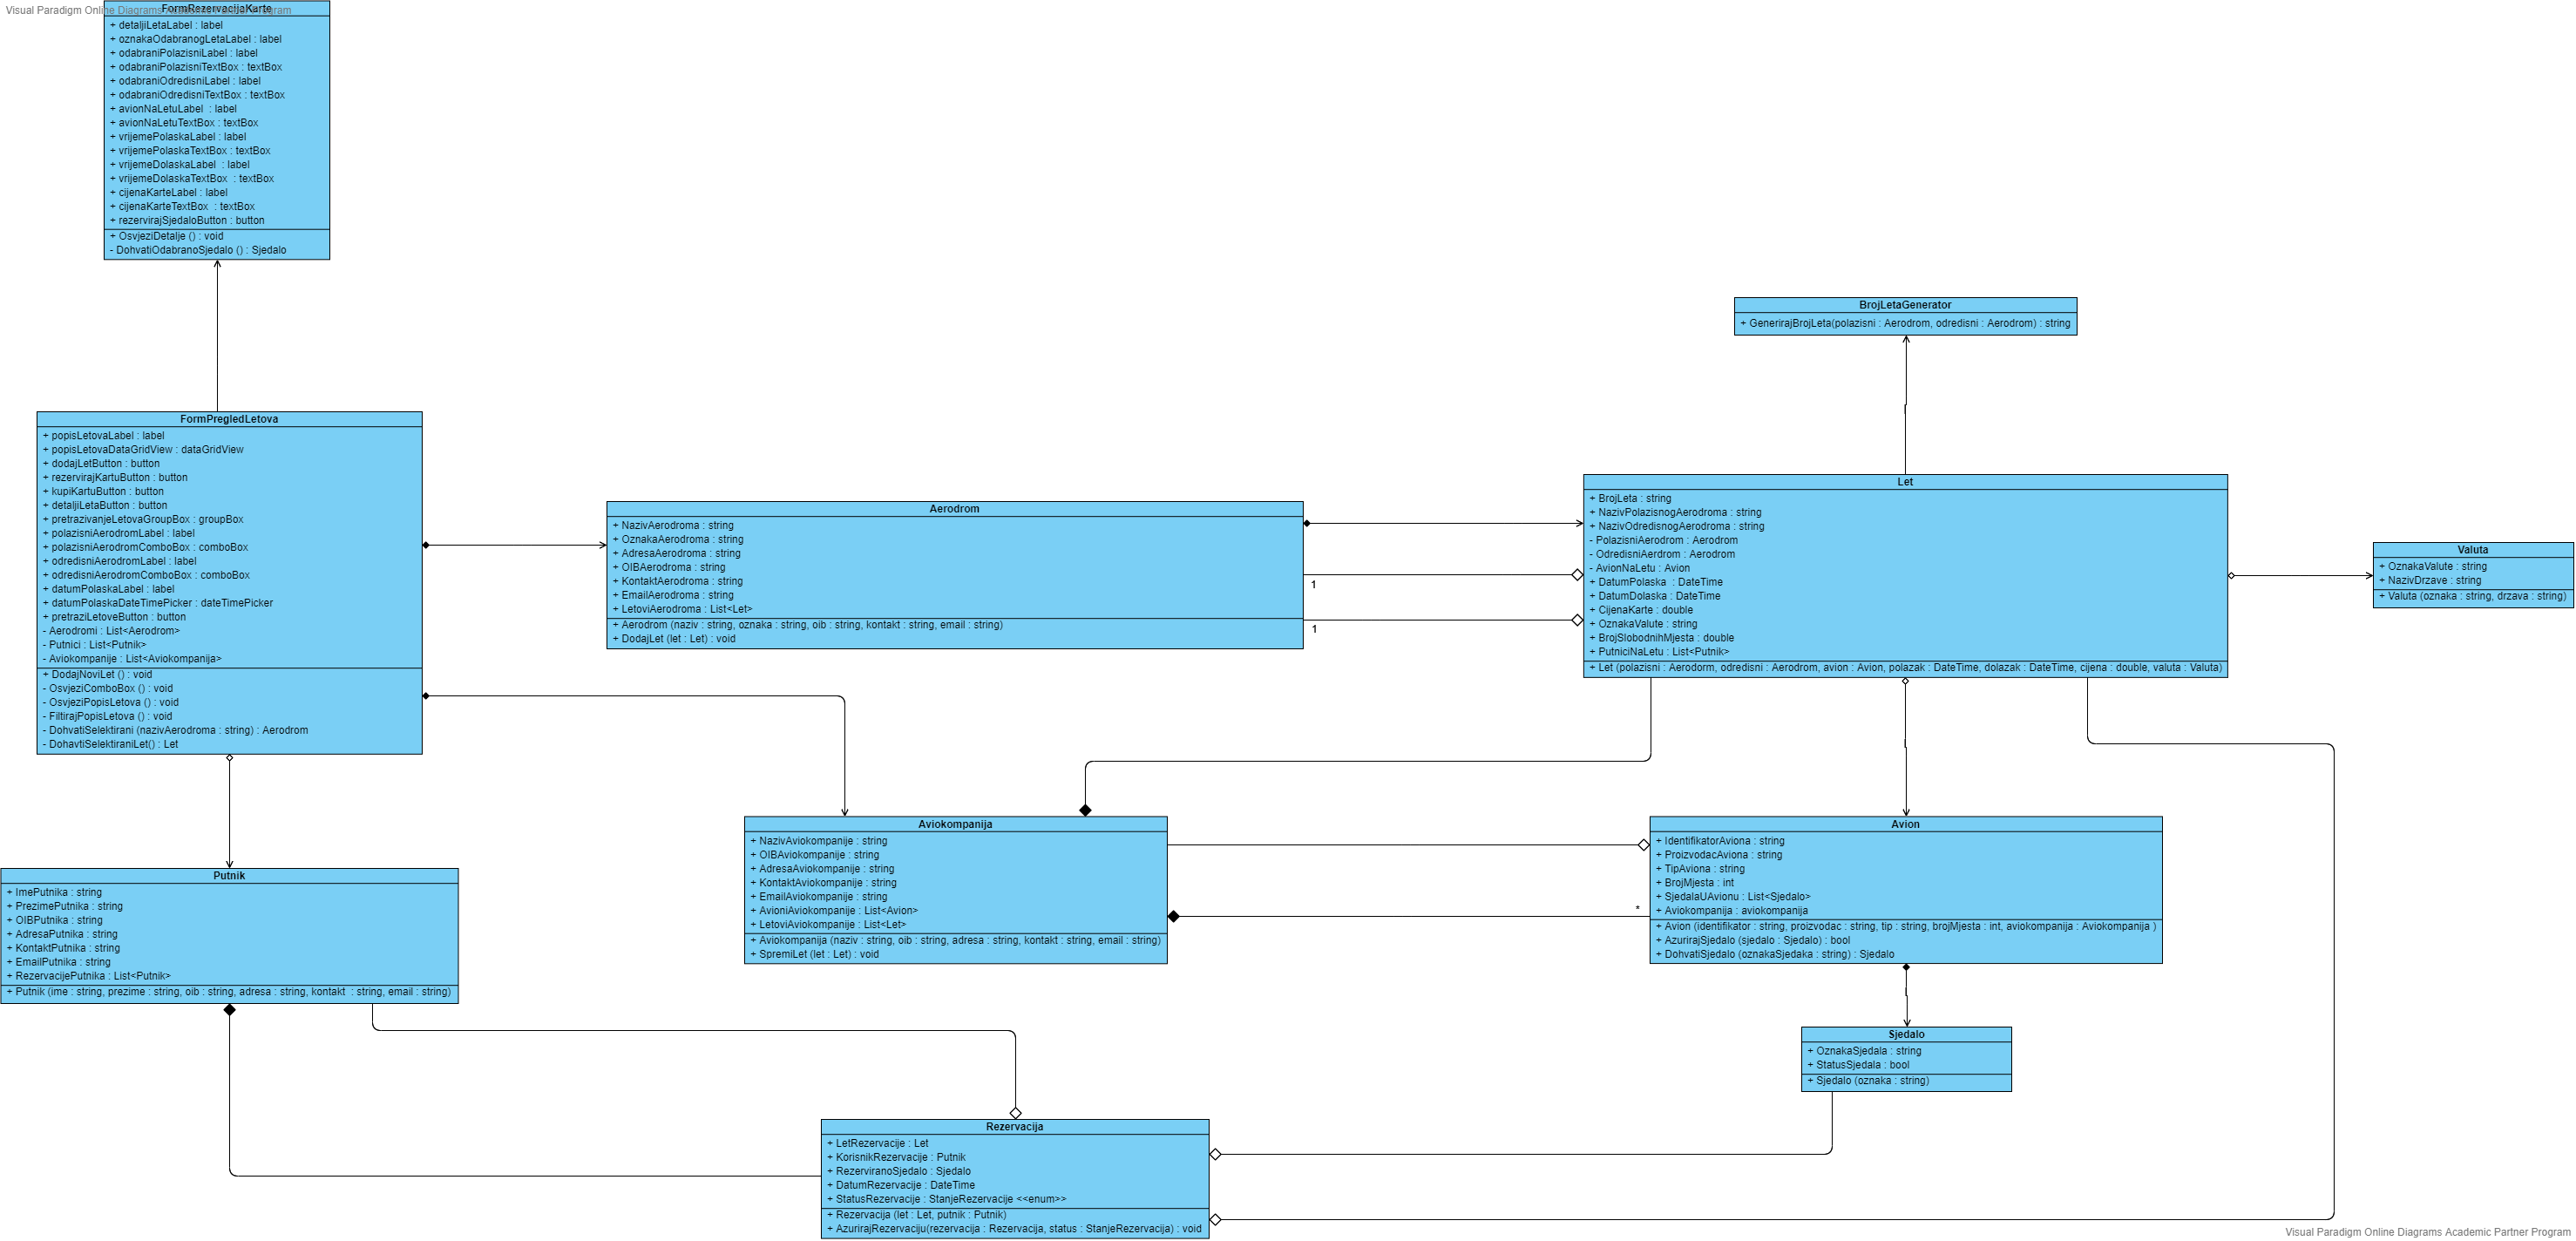 Visual Paradigm Online Diagrams Academic Partner Program
FormRezervacijaKarte
+ detaljiLetaLabel : label
+ oznakaOdabranogLetaLabel : label
+ odabraniPolazisniLabel : label
+ odabraniPolazisniTextBox : textBox
+ odabraniOdredisniLabel : label
+ odabraniOdredisniTextBox : textBox
+ avionNaLetuLabel : label
+ avionNaLetuTextBox : textBox
+ vrijemePolaskaLabel : label
+ vrijemePolaskaTextBox : textBox
+ vrijemeDolaskaLabel : label
+ vrijemeDolaskaTextBox : textBox
+ cijenaKarteLabel : label
+ cijenaKarteTextBox : textBox
+ rezervirajSjedaloButton : button
+ OsvjeziDetalje () : void
- DohvatiOdabranoSjedalo () : Sjedalo
BrojLetaGenerator
+ GenerirajBrojLeta(polazisni : Aerodrom, odredisni : Aerodrom) : string
FormPregledLetova
+ popisLetovaLabel : label
+ popisLetovaDataGridView : dataGridView
+ dodajLetButton : button
+ rezervirajKartuButton : button
+ kupiKartuButton : button
+ detaljiLetaButton : button
+ pretrazivanjeLetovaGroupBox : groupBox
+ polazisniAerodromLabel : label
+ polazisniAerodromComboBox : comboBox
+ odredisniAerodromLabel : label
+ odredisniAerodromComboBox : comboBox
+ datumPolaskaLabel : label
+ datumPolaskaDateTimePicker : dateTimePicker
+ pretraziLetoveButton : button
- Aerodromi : List<Aerodrom>
- Putnici : List<Putnik>
- Aviokompanije : List<Aviokompanija>
+ DodajNoviLet () : void
- OsvjeziComboBox () : void
- OsvjeziPopisLetova () : void
- FiltirajPopisLetova () : void
- DohvatiSelektirani (nazivAerodroma : string) : Aerodrom
- DohavtiSelektiraniLet() : Let
Aerodrom
+ NazivAerodroma : string
+ OznakaAerodroma : string
+ AdresaAerodroma : string
+ OIBAerodroma : string
+ KontaktAerodroma : string
+ EmailAerodroma : string
+ LetoviAerodroma : List<Let>
+ Aerodrom (naziv : string, oznaka : string, oib : string, kontakt : string, email : string)
+ DodajLet (let : Let) : void
1
1
Let
+ BrojLeta : string
+ NazivPolazisnogAerodroma : string
+ NazivOdredisnogAerodroma : string
- PolazisniAerodrom : Aerodrom
- OdredisniAerdrom : Aerodrom
- AvionNaLetu : Avion
+ DatumPolaska : DateTime
+ DatumDolaska : DateTime
+ CijenaKarte : double
+ OznakaValute : string
+ BrojSlobodnihMjesta : double
+ PutniciNaLetu : List<Putnik>
+ Let (polazisni : Aerodorm, odredisni : Aerodrom, avion : Avion, polazak : DateTime, dolazak : DateTime, cijena : double, valuta : Valuta)
Valuta
+ OznakaValute : string
+ NazivDrzave : string
+ Valuta (oznaka : string, drzava : string)
Putnik
+ ImePutnika : string
+ PrezimePutnika : string
+ OIBPutnika : string
+ AdresaPutnika : string
+ KontaktPutnika : string
+ EmailPutnika : string
+ RezervacijePutnika : List<Putnik>
+ Putnik (ime : string, prezime : string, oib : string, adresa : string, kontakt : string, email : string)
Aviokompanija
+ NazivAviokompanije : string
+ OIBAviokompanije : string
+ AdresaAviokompanije : string
+ KontaktAviokompanije : string
+ EmailAviokompanije : string
+ AvioniAviokompanije : List<Avion>
+ LetoviAviokompanije : List<Let>
+ Aviokompanija (naziv : string, oib : string, adresa : string, kontakt : string, email : string)
+ SpremiLet (let : Let) : void
*
Avion
+ IdentifikatorAviona : string
+ ProizvodacAviona : string
+ TipAviona : string
+ BrojMjesta : int
+ SjedalaUAvionu : List<Sjedalo>
+ Aviokompanija : aviokompanija
+ Avion (identifikator : string, proizvodac : string, tip : string, brojMjesta : int, aviokompanija : Aviokompanija )
+ AzurirajSjedalo (sjedalo : Sjedalo) : bool
+ DohvatiSjedalo (oznakaSjedaka : string) : Sjedalo
Sjedalo
+ OznakaSjedala : string
+ StatusSjedala : bool
+ Sjedalo (oznaka : string)
Rezervacija
+ LetRezervacije : Let
+ KorisnikRezervacije : Putnik
+ RezerviranoSjedalo : Sjedalo
+ DatumRezervacije : DateTime
+ StatusRezervacije : StanjeRezervacije <<enum>>
+ Rezervacija (let : Let, putnik : Putnik)
+ AzurirajRezervaciju(rezervacija : Rezervacija, status : StanjeRezervacija) : void
Visual Paradigm Online Diagrams Academic Partner Program